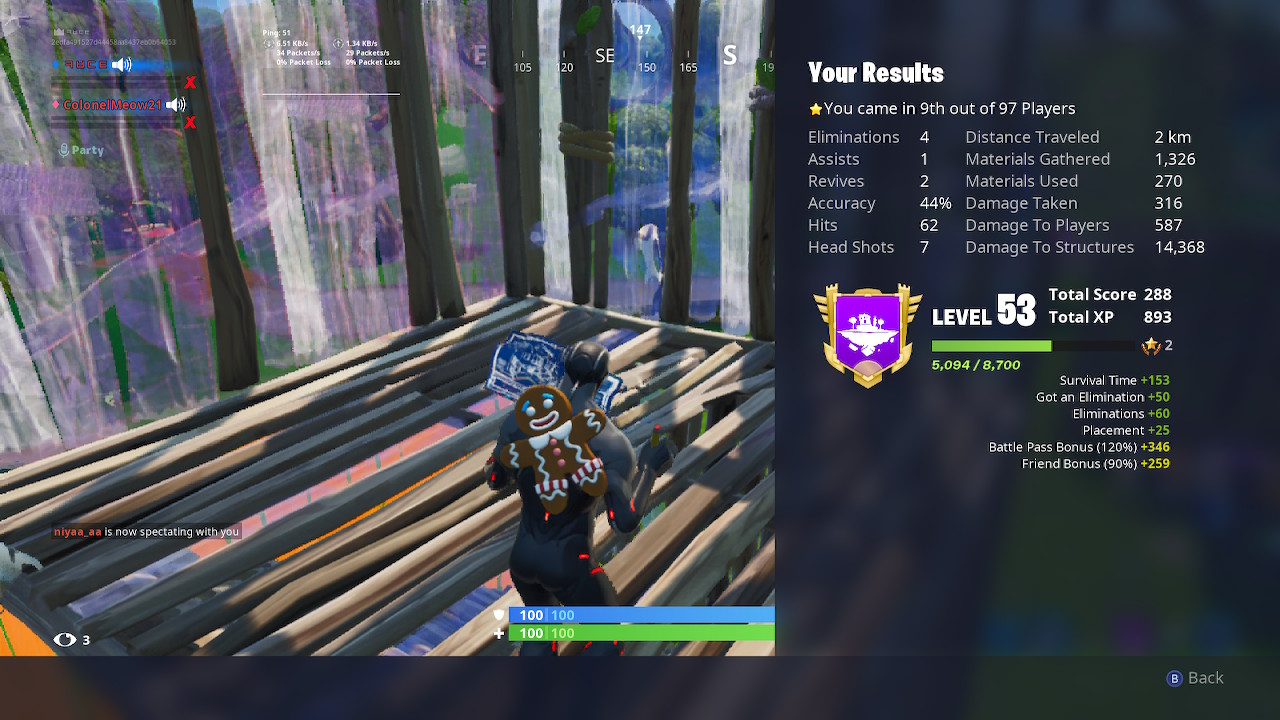 Ping: 51
6.51 KB/s 1.34 KB/s
34 Packets/s 29 Packets/s
0% Packet Loss 0% Packet Loss
ColonelMeow21
Party
147
E 105 120 SE 150 165 S 19
niyaa_aa is now spectating with you
3
100 100
100 100
Your Results
You came in 9th out of 97 Players
Eliminations 4 Distance Traveled 2 km
Assists 1 Materials Gathered 1,326
Revives 2 Materials Used 270
Accuracy 44% Damage Taken 316
Hits 62 Damage To Players 587
Head Shots 7 Damage To Structures 14,368
LEVEL 53 Total Score 288
Total XP 893
2
5,094 / 8,700
Survival Time +153
Got an Elimination +50
Eliminations +60
Placement +25
Battle Pass Bonus (120%) +346
Friend Bonus (90%) +259
B Back